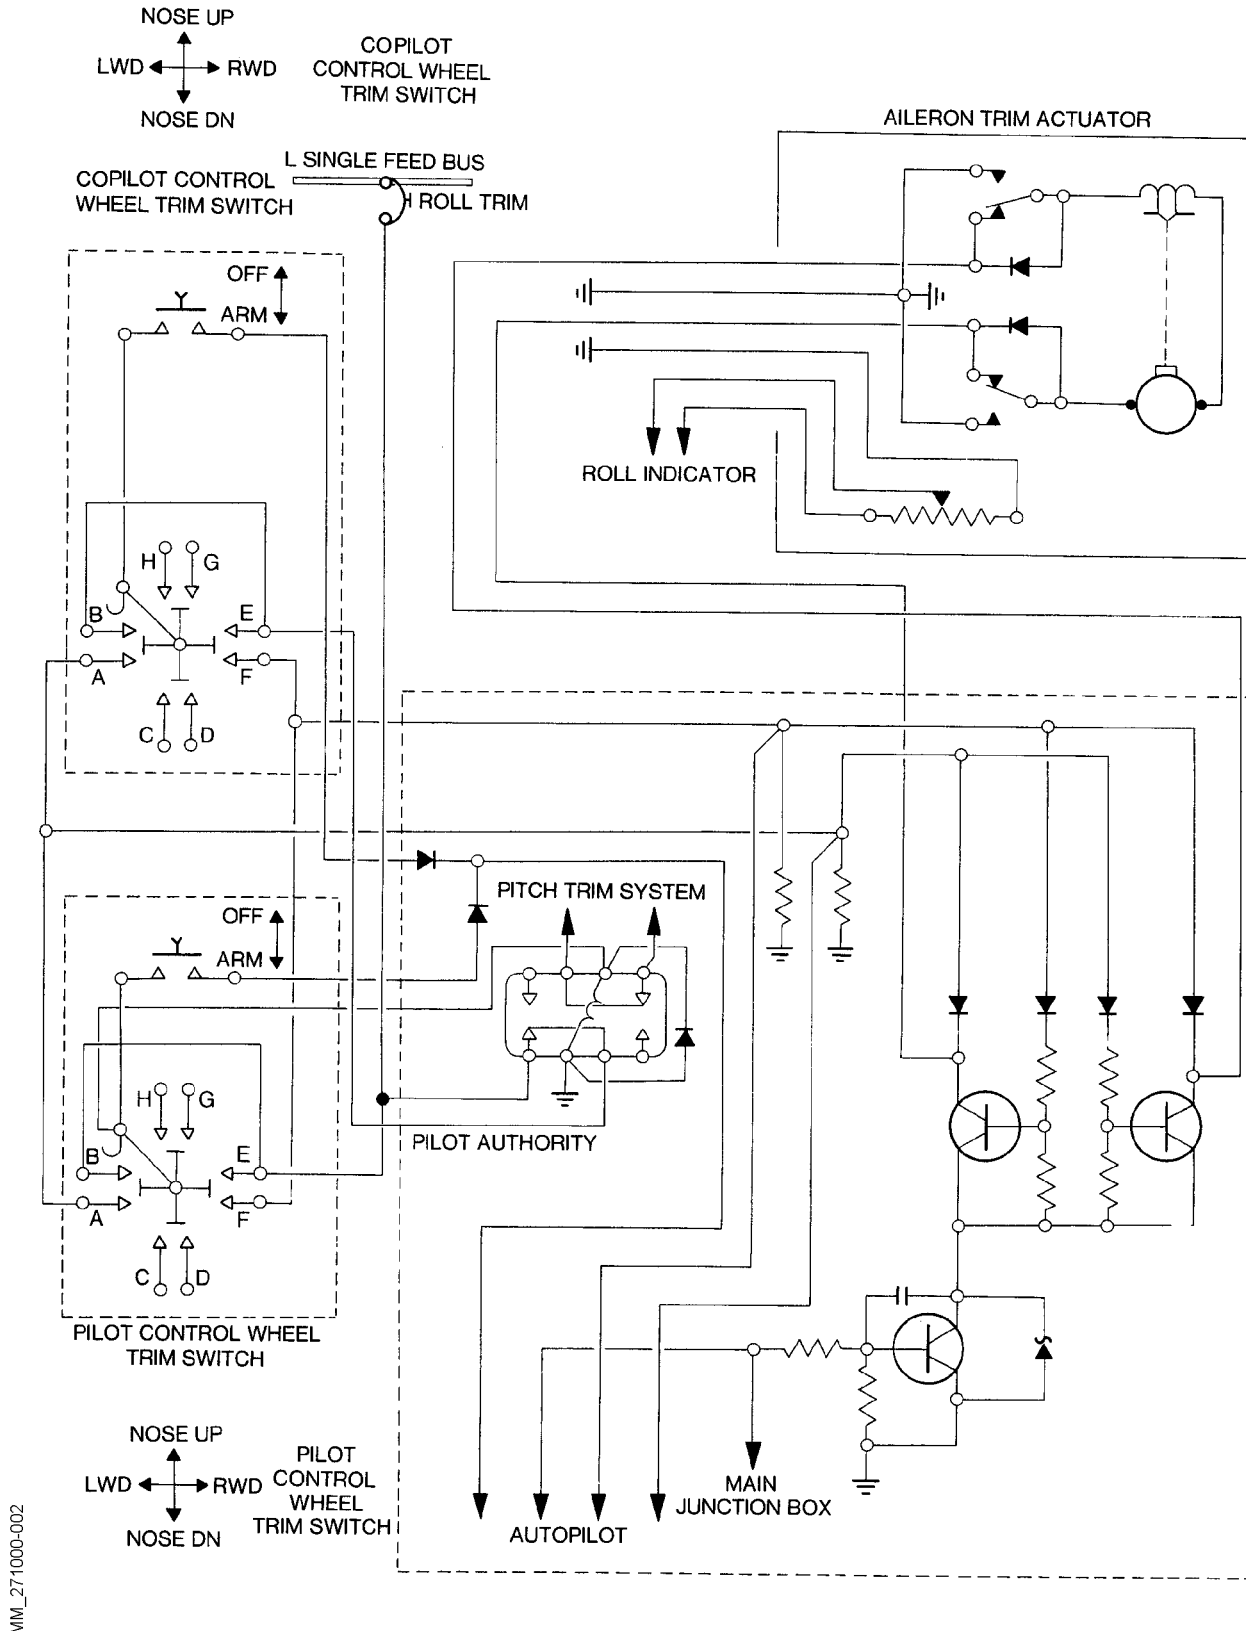 NOSE UP
LWD RWD
NOSE DN
COPILOT
CONTROL WHEEL
TRIM SWITCH
AILERON TRIM ACTUATOR
L SINGLE FEED BUS
COPILOT CONTROL
WHEEL TRIM SWITCH
H ROLL TRIM
OFF
ARM
ROLL INDICATOR
H G
B E
A F
C D
PITCH TRIM SYSTEM
OFF
ARM
PILOT AUTHORITY
H G
B E
A F
C D
PILOT CONTROL WHEEL
TRIM SWITCH
NOSE UP
LWD RWD
NOSE DN
PILOT
CONTROL
WHEEL
TRIM SWITCH
MAIN
JUNCTION BOX
AUTOPILOT
MM_271000-002